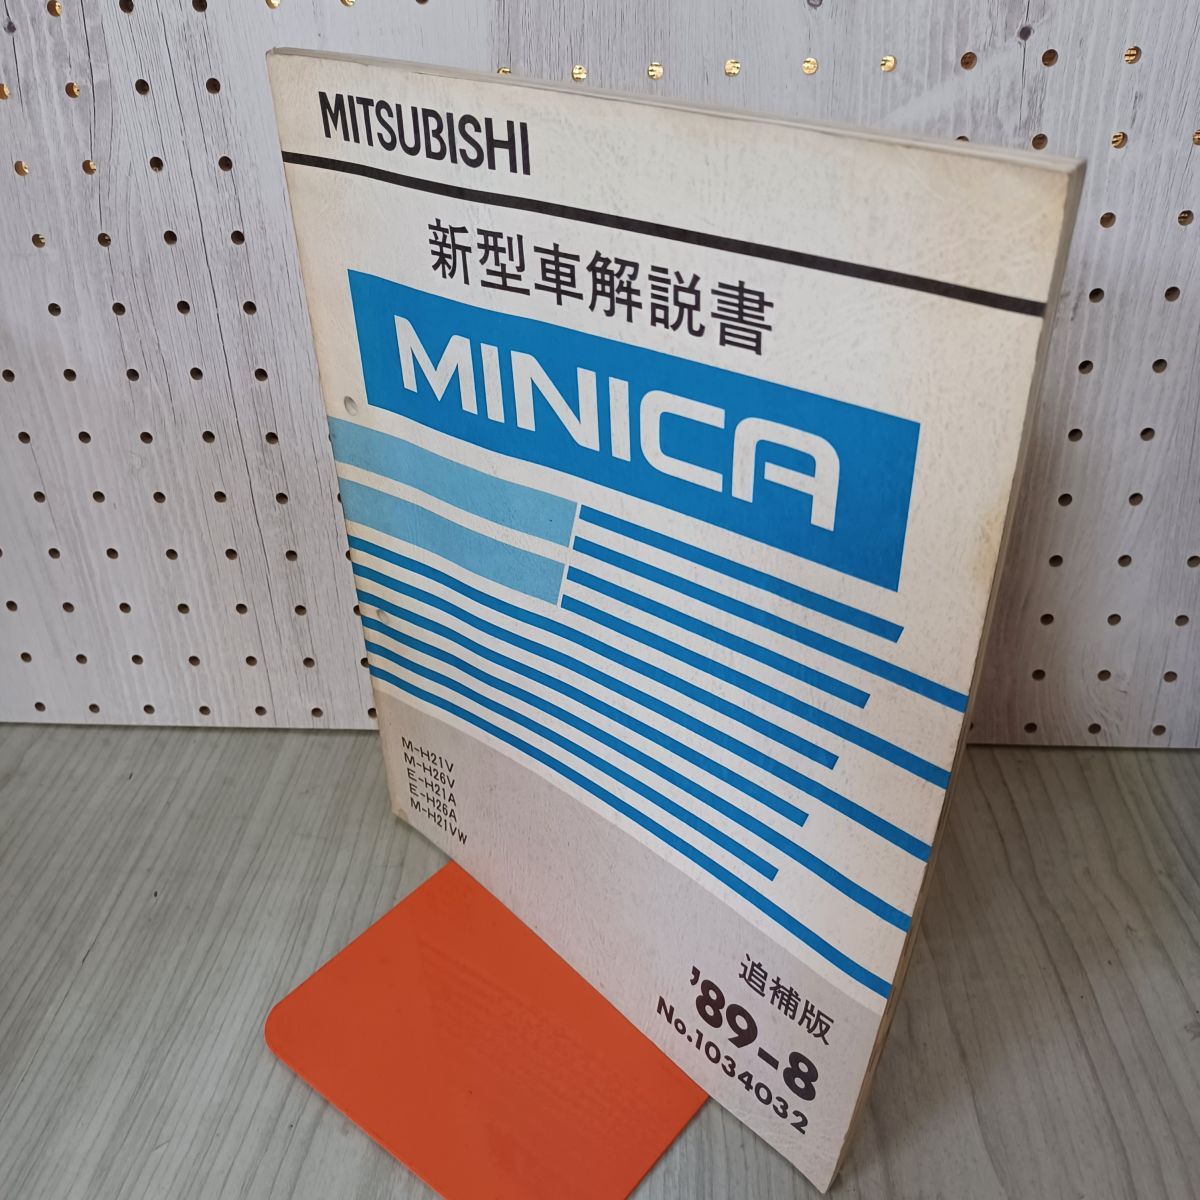 MITSUBISHI
新型車解説書
MINICA
M-H21V
M-H26V
E-H21A
E-H26A
M-H21VW
追補版
'89-8
No.1034032